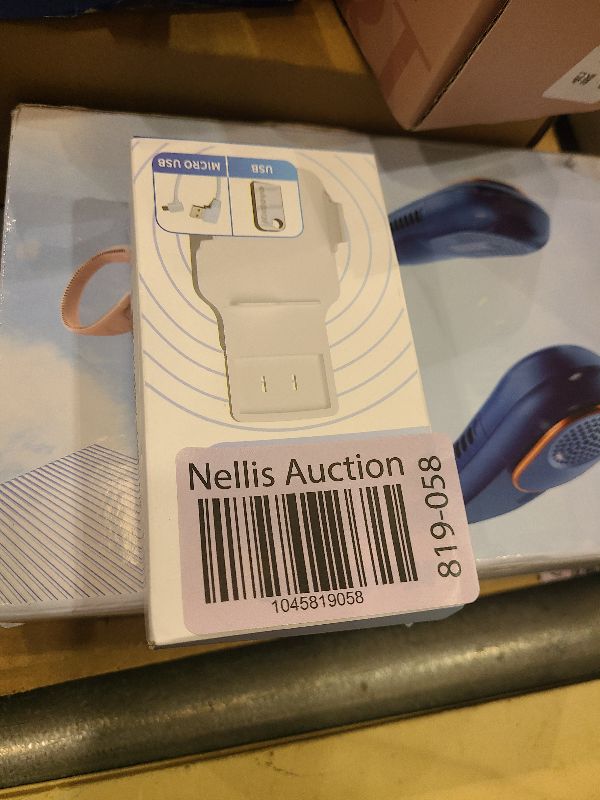 MICRO USB
USB
Nellis Auction
1045819058
819-058